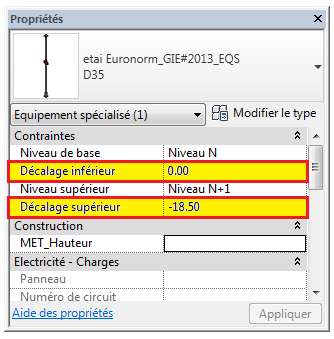 Propriétés
etai Euronorm_GIE#2013_EQS
D35
Equipement spécialisé (1)
Modifier le type
Contraintes
Niveau de base Niveau N
Décalage inférieur 0.00
Niveau supérieur Niveau N+1
Décalage supérieur -18.50
Construction
MET_Hauteur
Electricité - Charges
Panneau
Numéro de circuit
Aide des propriétés Appliquer